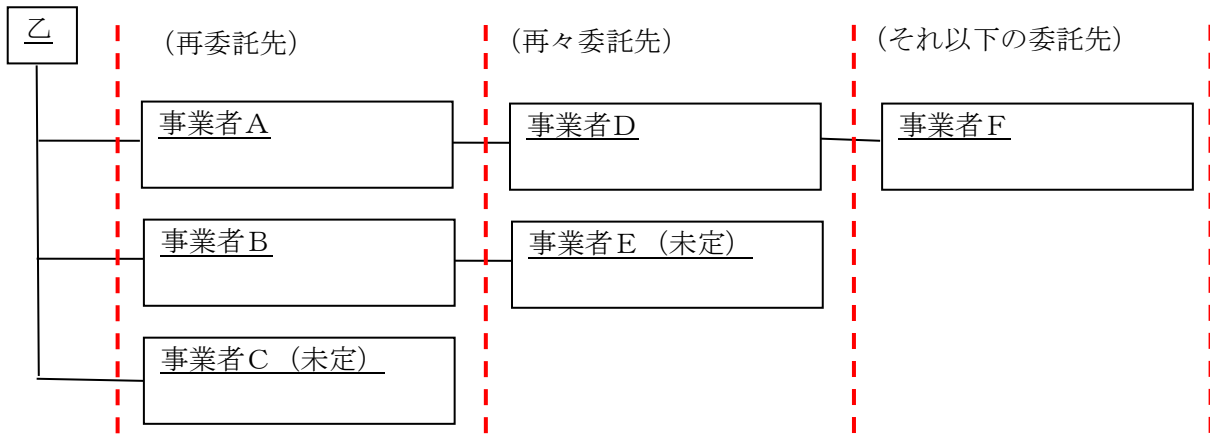 乙
(再委託先)
(再々委託先)
(それ以下の委託先)
事業者A
事業者D
事業者F
事業者B
事業者E (未定)
事業者C (未定)